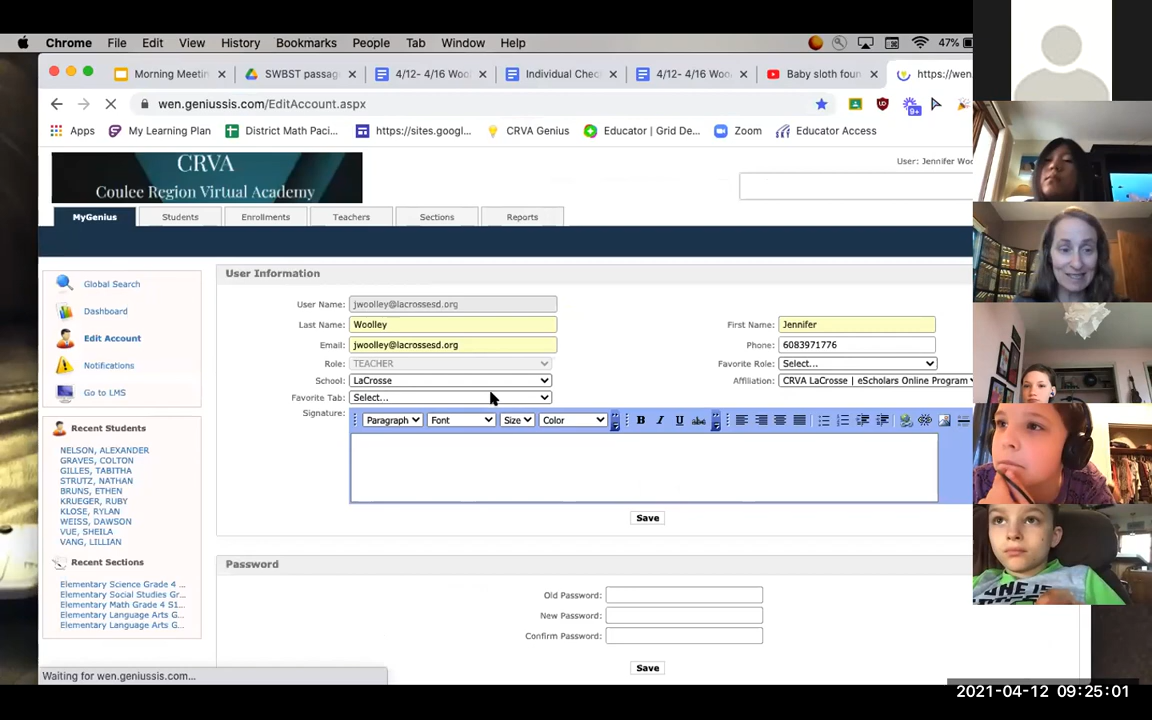 Chrome File Edit View History Bookmarks People Tab Window Help 47%
Morning Meetin SWBST passag 4/12- 4/16 Woo Individual Chec 4/12- 4/16 Woo Baby sloth foun https://wen.
wen.geniussis.com/EditAccount.aspx 9+
Apps My Learning Plan District Math Paci... https://sites.googl... CRVA Genius Educator | Grid De... Zoom Educator Access
CRVA
Coulee Region Virtual Academy
User: Jennifer Woo
MyGenius Students Enrollments Teachers Sections Reports
Global Search
Dashboard
Edit Account
Notifications
Go to LMS
Recent Students
NELSON, ALEXANDER
GRAVES, COLTON
GILLES, TABITHA
STRUTZ, NATHAN
BRUNS, ETHEN
KRUEGER, RUBY
KLOSE, RYLAN
WEISS, DAWSON
VUE, SHEILA
VANG, LILLIAN
Recent Sections
Elementary Science Grade 4 ...
Elementary Social Studies Gr...
Elementary Math Grade 4 S1...
Elementary Language Arts G...
Elementary Language Arts G...
User Information
User Name: jwoolley@lacrossesd.org
Last Name: Woolley First Name: Jennifer
Email: jwoolley@lacrossesd.org Phone: 6083971776
Role: TEACHER Favorite Role: Select...
School: LaCrosse Affiliation: CRVA LaCrosse | eScholars Online Program
Favorite Tab: Select...
Signature: Paragraph Font Size Color B I U abc
Save
Password
Old Password:
New Password:
Confirm Password:
Save
Waiting for wen.geniussis.com...
2021-04-12 09:25:01